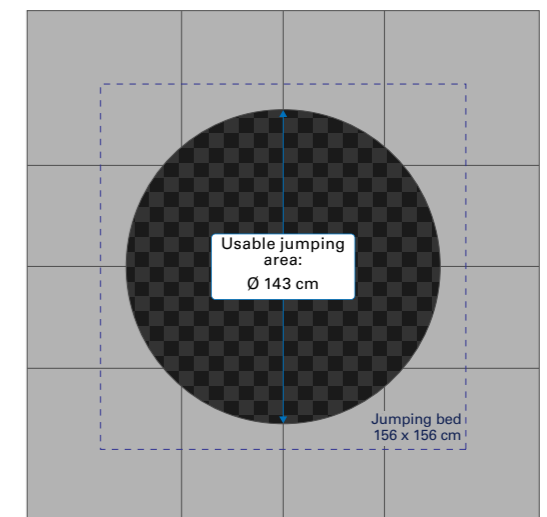 Usable jumping
area:
Ø 143 cm
Jumping bed
156 x 156 cm